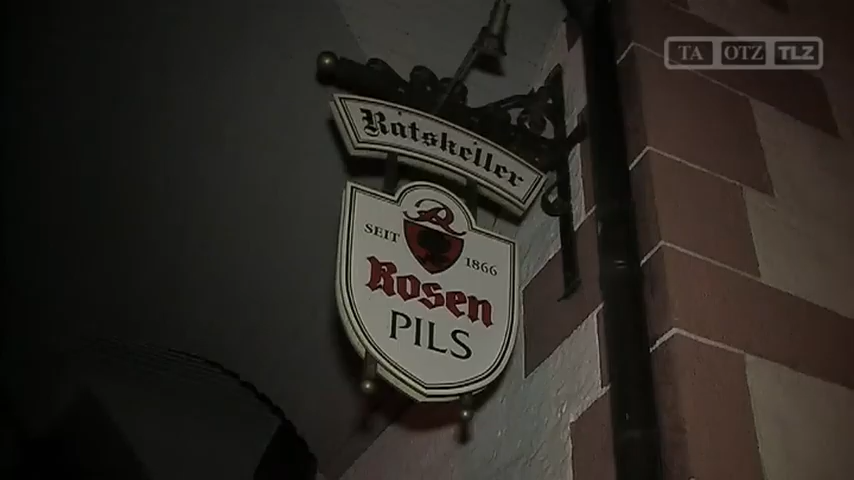 TA OTZ TLZ
Ratskeller
SEIT 1866
Rosen
PILS